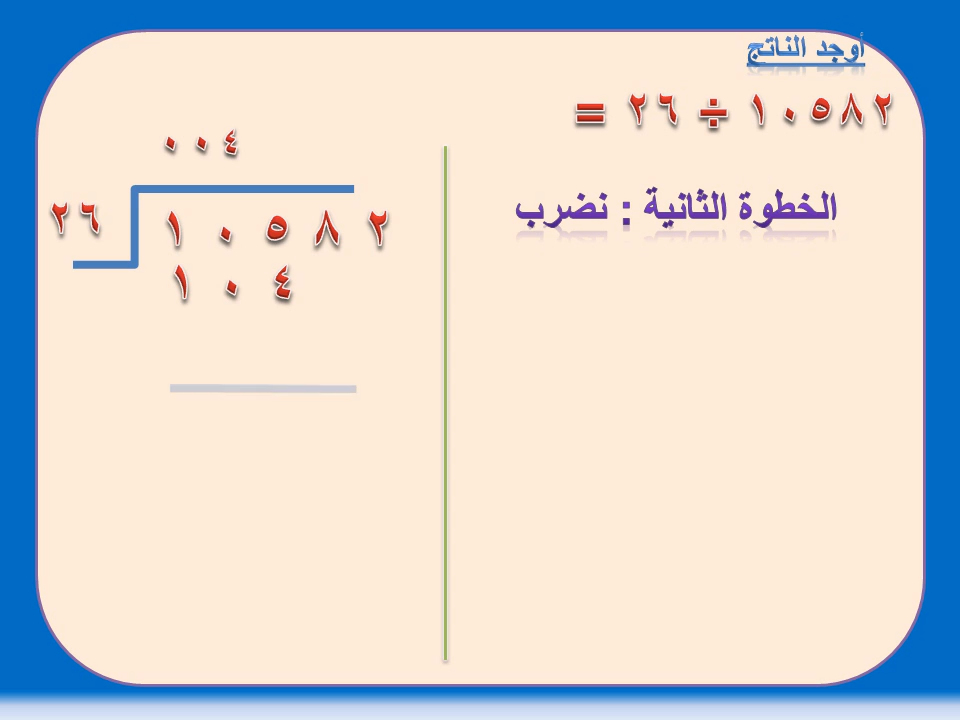 أوجد الناتج
١٠٥٨٢ ÷ ٢٦ =
الخطوة الثانية : نضرب
٠٠٤
٢٦ ١٠٥٨٢
١٠٤